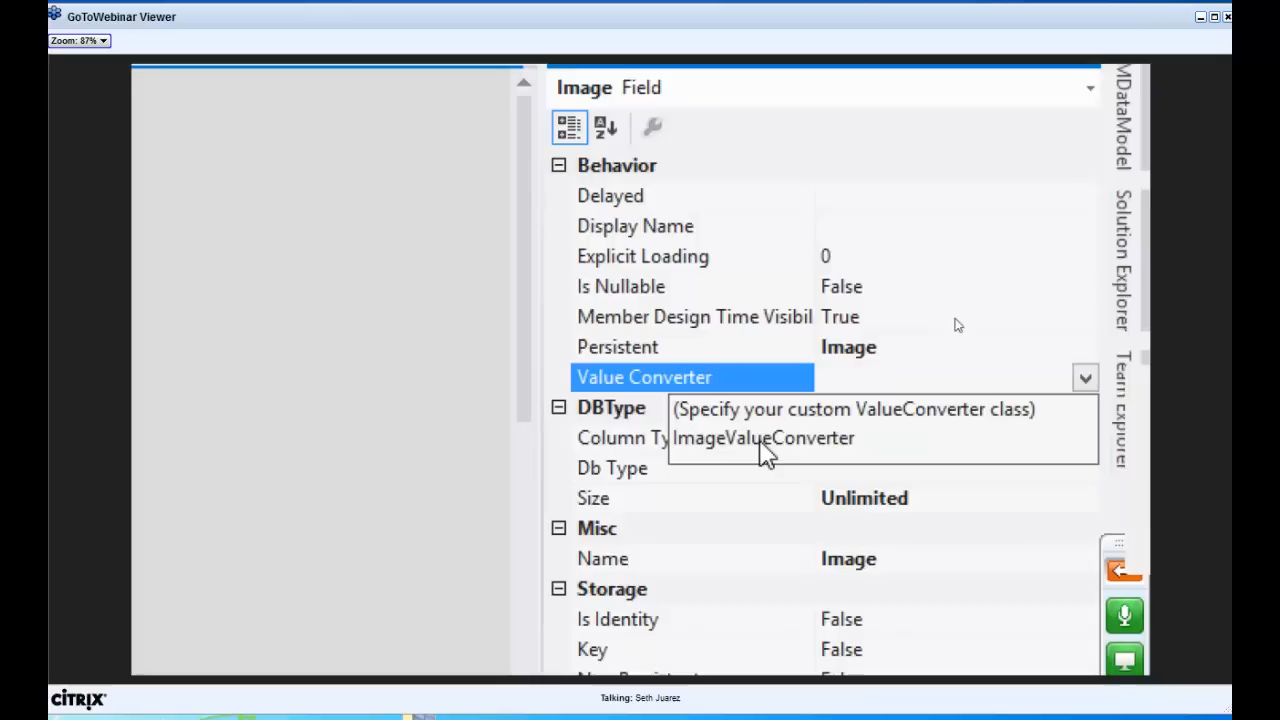 GoToWebinar Viewer
Zoom: 87%
Image Field
Behavior
Delayed
Display Name
Explicit Loading 0
Is Nullable False
Member Design Time Visibil True
Persistent Image
Value Converter
(Specify your custom ValueConverter class)
DBType
ImageValueConverter
Column Ty
Db Type
Size Unlimited
Misc
Name Image
Storage
Is Identity False
Key False
MDataModel
Solution Explorer
Team Explorer
CITRIX
Talking: Seth Juarez